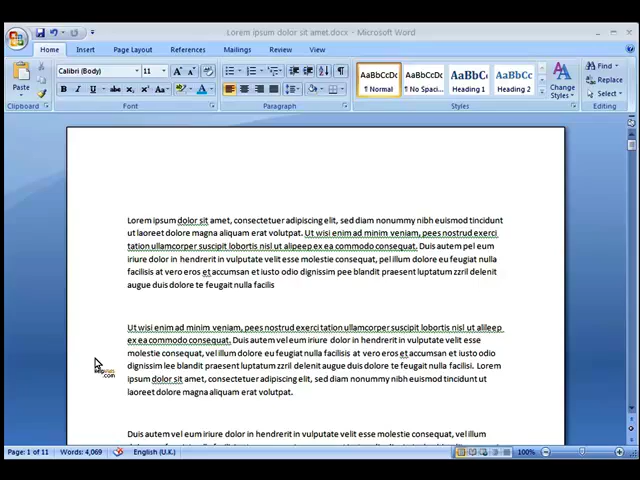 Lorem ipsum dolor sit amet.docx - Microsoft Word
Home Insert Page Layout References Mailings Review View
Calibri (Body) 11
AaBbCcDc AaBbCcDc AaBbCc AaBbCc
Find
Replace
Select
Paste
¶ Normal ¶ No Spaci... Heading 1 Heading 2
Change Styles
Clipboard Font Paragraph Styles Editing
Lorem ipsum dolor sit amet, consectetuer adipiscing elit, sed diam nonummy nibh euismod tincidunt
ut laoreet dolore magna aliquam erat volutpat. Ut wisi enim ad minim veniam, pees nostrud exerci
tation ullamcorper suscipit lobortis nisl ut alipeep ex ea commodo consequat. Duis autem pel eum
iriure dolor in hendrerit in vulputate velit esse molestie consequat, pel illum dolore eu feugiat nulla
facilisis at vero eros et accumsan et iusto odio dignissim pee blandit praesent luptatum zzril delenit
augue duis dolore te feugait nulla facilis
Ut wisi enim ad minim veniam, pees nostrud exerci tation ullamcorper suscipit lobortis nisl ut alileep
ex ea commodo consequat. Duis autem vel eum iriure dolor in hendrerit in vulputate velit esse
molestie consequat, vel illum dolore eu feugiat nulla facilisis at vero eros et accumsan et iusto odio
dignissim lee blandit praesent luptatum zzril delenit augue duis dolore te feugait nulla facilisi. Lorem
ipsum dolor sit amet, consectetuer adipiscing elit, sed diam nonummy nibh euismod tincidunt ut
laoreet dolore magna aliquam erat volutpat.
Duis autem vel eum iriure dolor in hendrerit in vulputate velit esse molestie consequat, vel illum
Page: 1 of 11 Words: 4,069 English (U.K.) 100%